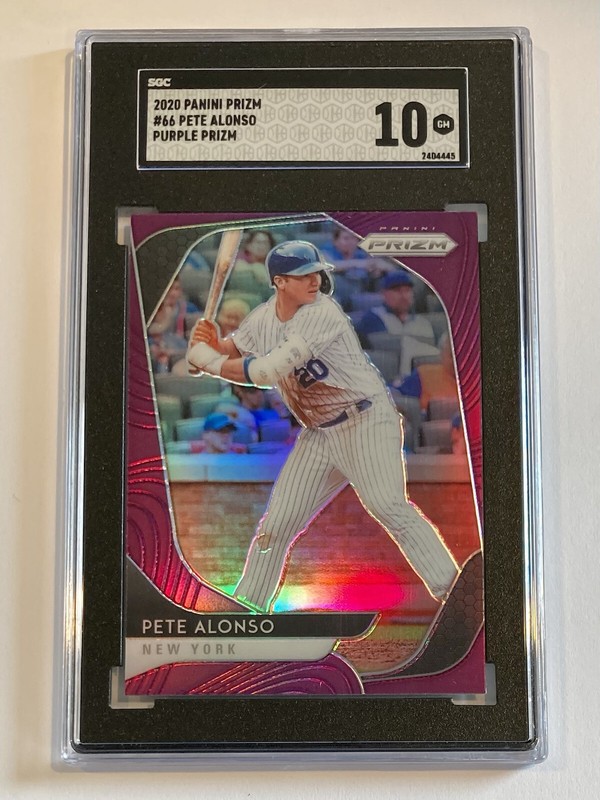 SGC
2020 PANINI PRIZM
#66 PETE ALONSO
PURPLE PRIZM
10 GM
2404445
PANINI
PRIZM
20
PETE ALONSO
NEW YORK